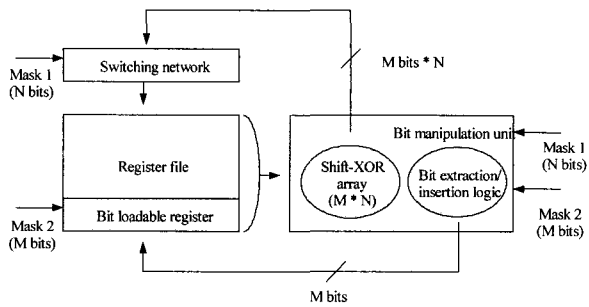 M bits * N
Switching network
Mask 1
(N bits)
Register file
Bit loadable register
Mask 2
(M bits)
Bit manipulation unit
Shift-XOR
array
(M * N)
Bit extraction/
insertion logic
Mask 1
(N bits)
Mask 2
(M bits)
M bits